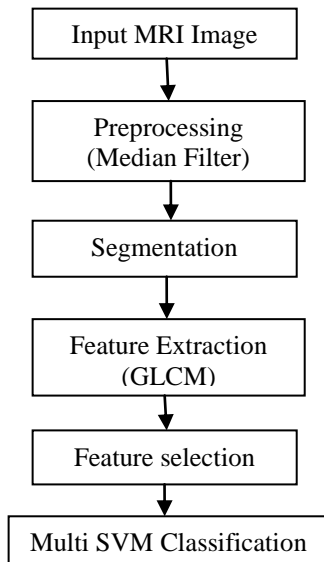 Input MRI Image
Preprocessing
(Median Filter)
Segmentation
Feature Extraction
(GLCM)
Feature selection
Multi SVM Classification